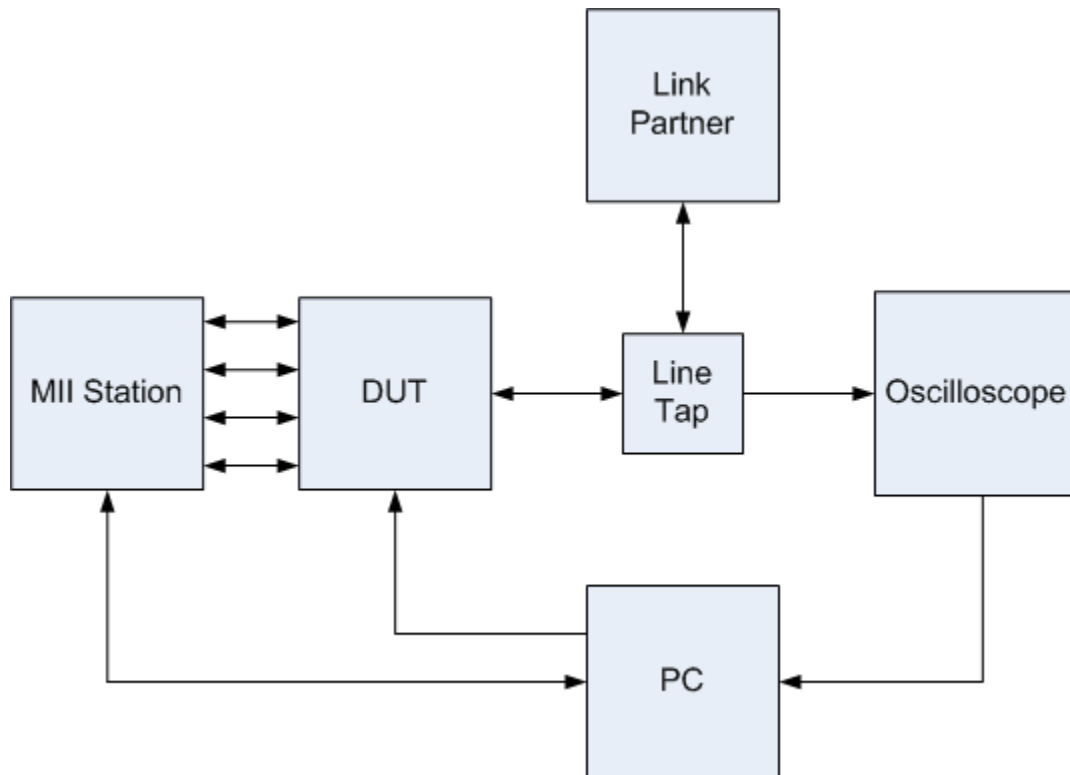 Link
Partner
MII Station
DUT
Line
Tap
Oscilloscope
PC